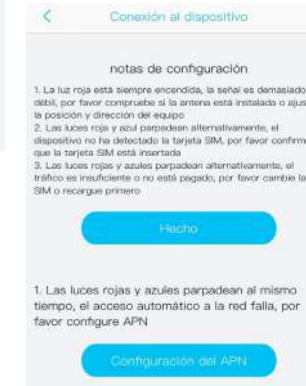 Conexión al dispositivo
notas de configuración
1. La luz roja está siempre encendida, la señal es demasiado
débil, por favor compruebe si la antena está instalada o ajus
la posición y dirección del equipo
2. Las luces roja y azul parpadean alternativamente, el
dispositivo no ha detectado la tarjeta SIM, por favor confirme
que la tarjeta SIM está insertada
3. Las luces rojas y azules parpadean alternativamente, el
tráfico es insuficiente o no está pagado, por favor cambie la
SIM o recargue primero
Hecho
1. Las luces rojas y azules parpadean al mismo
tiempo, el acceso automático a la red falla, por
favor configure APN
Configuración del APN